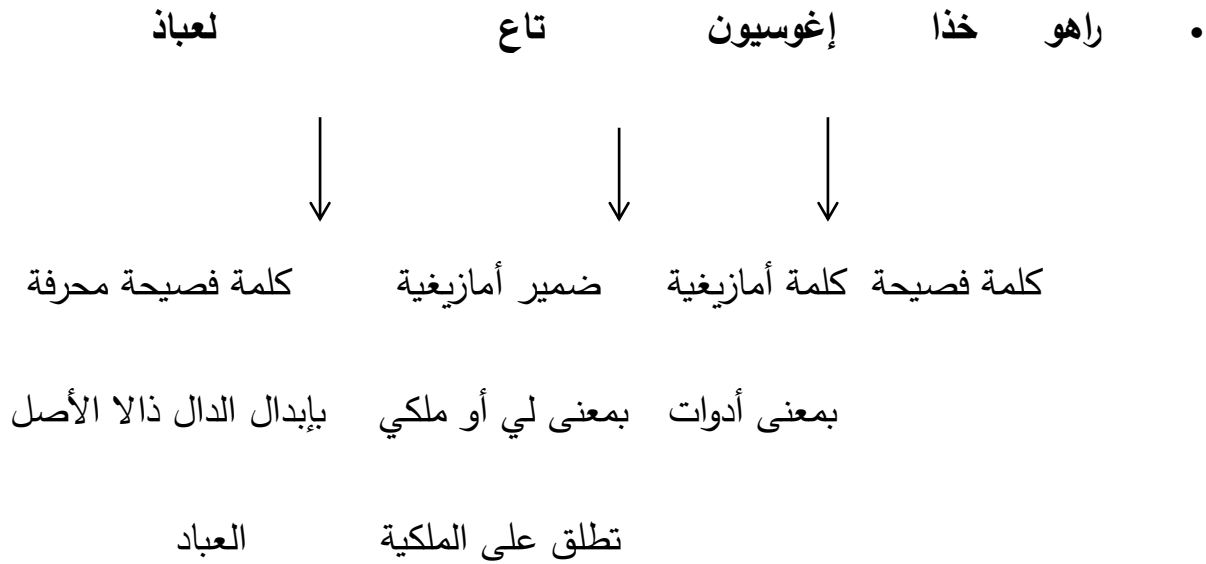 • راهو خذا إغوسيون تاع لعباذ
كلمة فصيحة كلمة أمازيغية ضمير أمازيغية كلمة فصيحة محرفة
بمعنى أدوات بمعنى لي أو ملكي بإبدال الدال ذالا الأصل
تطلق على الملكية العباد